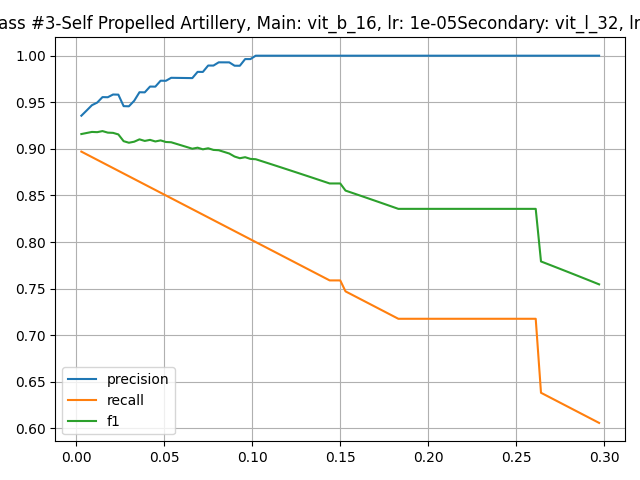 ass #3-Self Propelled Artillery, Main: vit_b_16, lr: 1e-05Secondary: vit_l_32, lr
1.00
0.95
0.90
0.85
0.80
0.75
0.70
0.65
0.60
precision
recall
f1
0.00 0.05 0.10 0.15 0.20 0.25 0.30